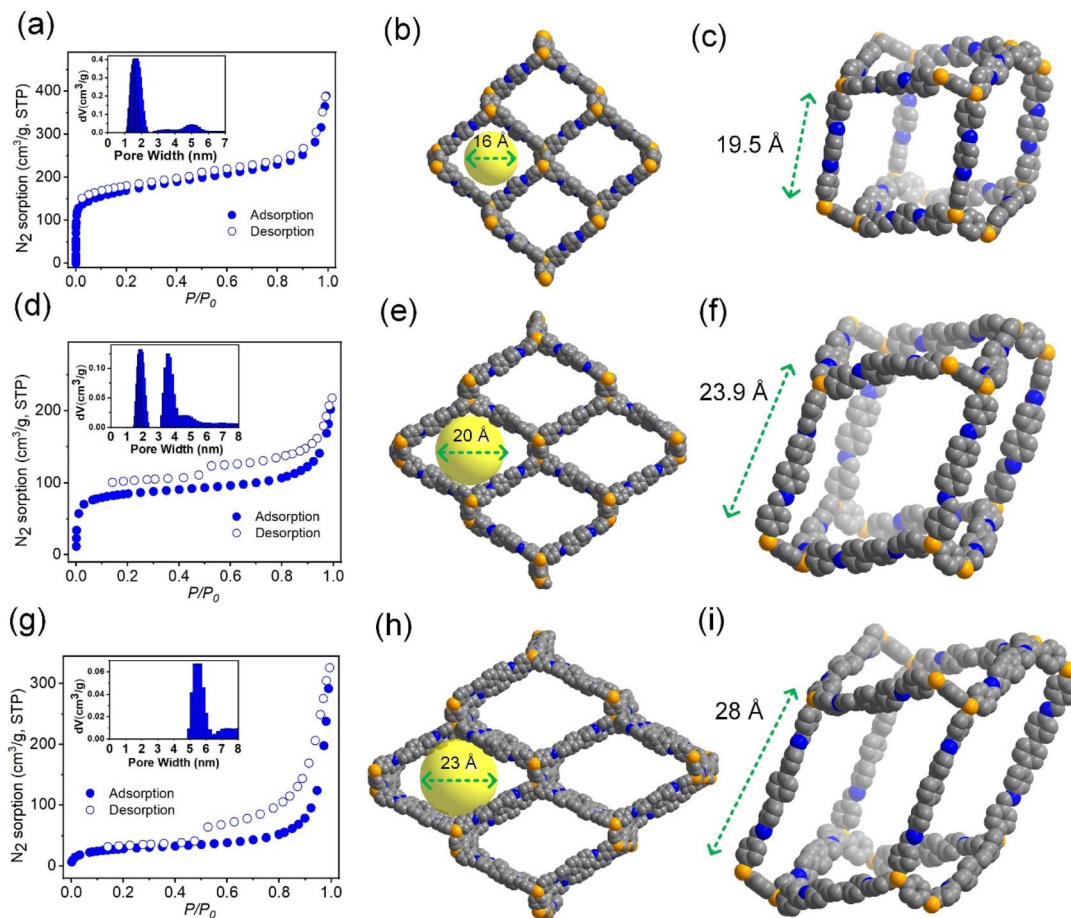 (a)
N2 sorption (cm3/g, STP)
400
300
200
100
0
0.0 0.2 0.4 0.6 0.8 1.0
P/P0
dV(cm3/g)
0.4
0.3
0.2
0.1
0.0
0 1 2 3 4 5 6 7
Pore Width (nm)
Adsorption
Desorption
(b)
16 Å
(c)
19.5 Å
(d)
N2 sorption (cm3/g, STP)
200
100
0
0.0 0.2 0.4 0.6 0.8 1.0
P/P0
dV(cm3/g)
0.10
0.05
0.00
0 1 2 3 4 5 6 7 8
Pore Width (nm)
Adsorption
Desorption
(e)
20 Å
(f)
23.9 Å
(g)
N2 sorption (cm3/g, STP)
300
200
100
0
0.0 0.2 0.4 0.6 0.8 1.0
P/P0
dV(cm3/g)
0.06
0.04
0.02
0.00
0 1 2 3 4 5 6 7 8
Pore Width (nm)
Adsorption
Desorption
(h)
23 Å
(i)
28 Å